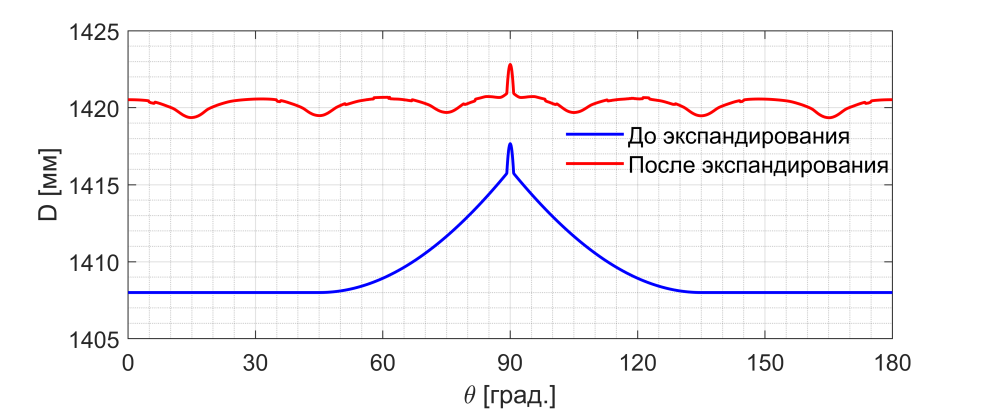 1425
1420
1415
1410
1405
D [мм]
До экспандирования
После экспандирования
0 30 60 90 120 150 180
θ [град.]